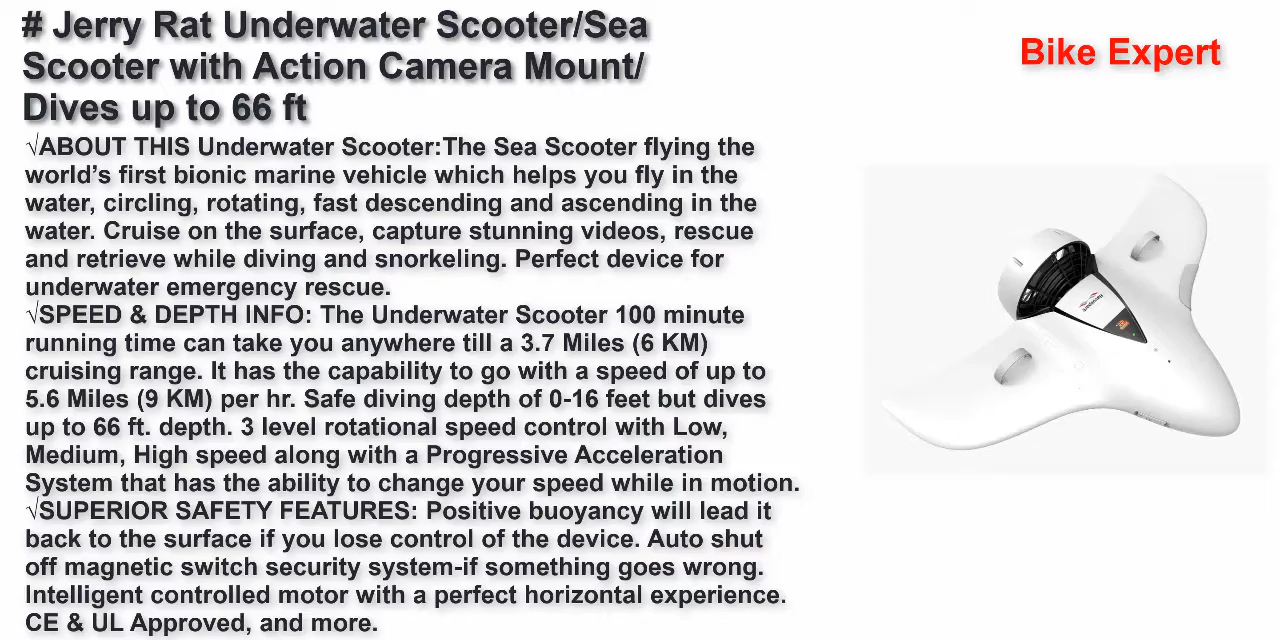 # Jerry Rat Underwater Scooter/Sea
Scooter with Action Camera Mount/
Dives up to 66 ft
Bike Expert
√ABOUT THIS Underwater Scooter:The Sea Scooter flying the
world’s first bionic marine vehicle which helps you fly in the
water, circling, rotating, fast descending and ascending in the
water. Cruise on the surface, capture stunning videos, rescue
and retrieve while diving and snorkeling. Perfect device for
underwater emergency rescue.
√SPEED & DEPTH INFO: The Underwater Scooter 100 minute
running time can take you anywhere till a 3.7 Miles (6 KM)
cruising range. It has the capability to go with a speed of up to
5.6 Miles (9 KM) per hr. Safe diving depth of 0-16 feet but dives
up to 66 ft. depth. 3 level rotational speed control with Low,
Medium, High speed along with a Progressive Acceleration
System that has the ability to change your speed while in motion.
√SUPERIOR SAFETY FEATURES: Positive buoyancy will lead it
back to the surface if you lose control of the device. Auto shut
off magnetic switch security system-if something goes wrong.
Intelligent controlled motor with a perfect horizontal experience.
CE & UL Approved, and more.